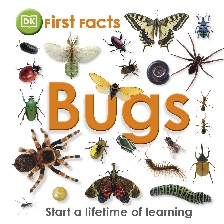 DK
First Facts
Bugs
Start a lifetime of learning